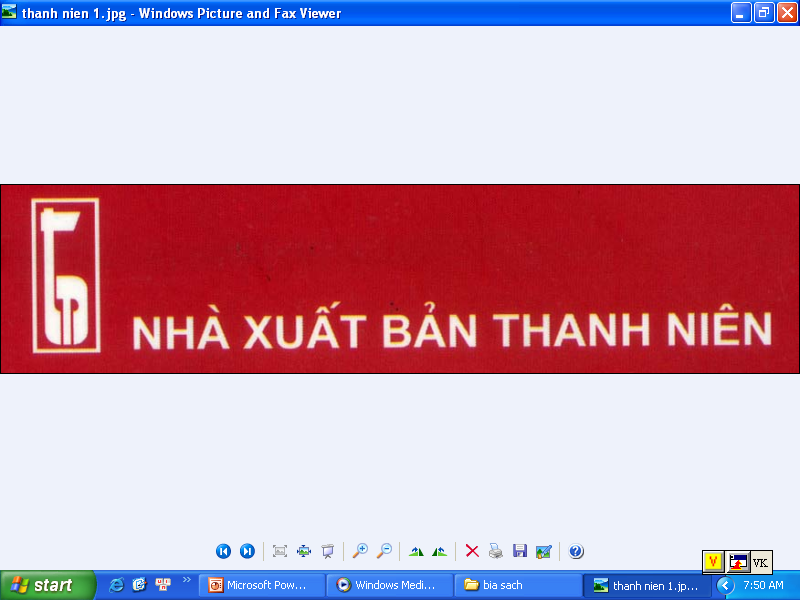 thanh nien 1.jpg - Windows Picture and Fax Viewer
NHÀ XUẤT BẢN THANH NIÊN
V
VK
start
Microsoft Pow...
Windows Medi...
bia sach
thanh nien 1.jp...
7:50 AM